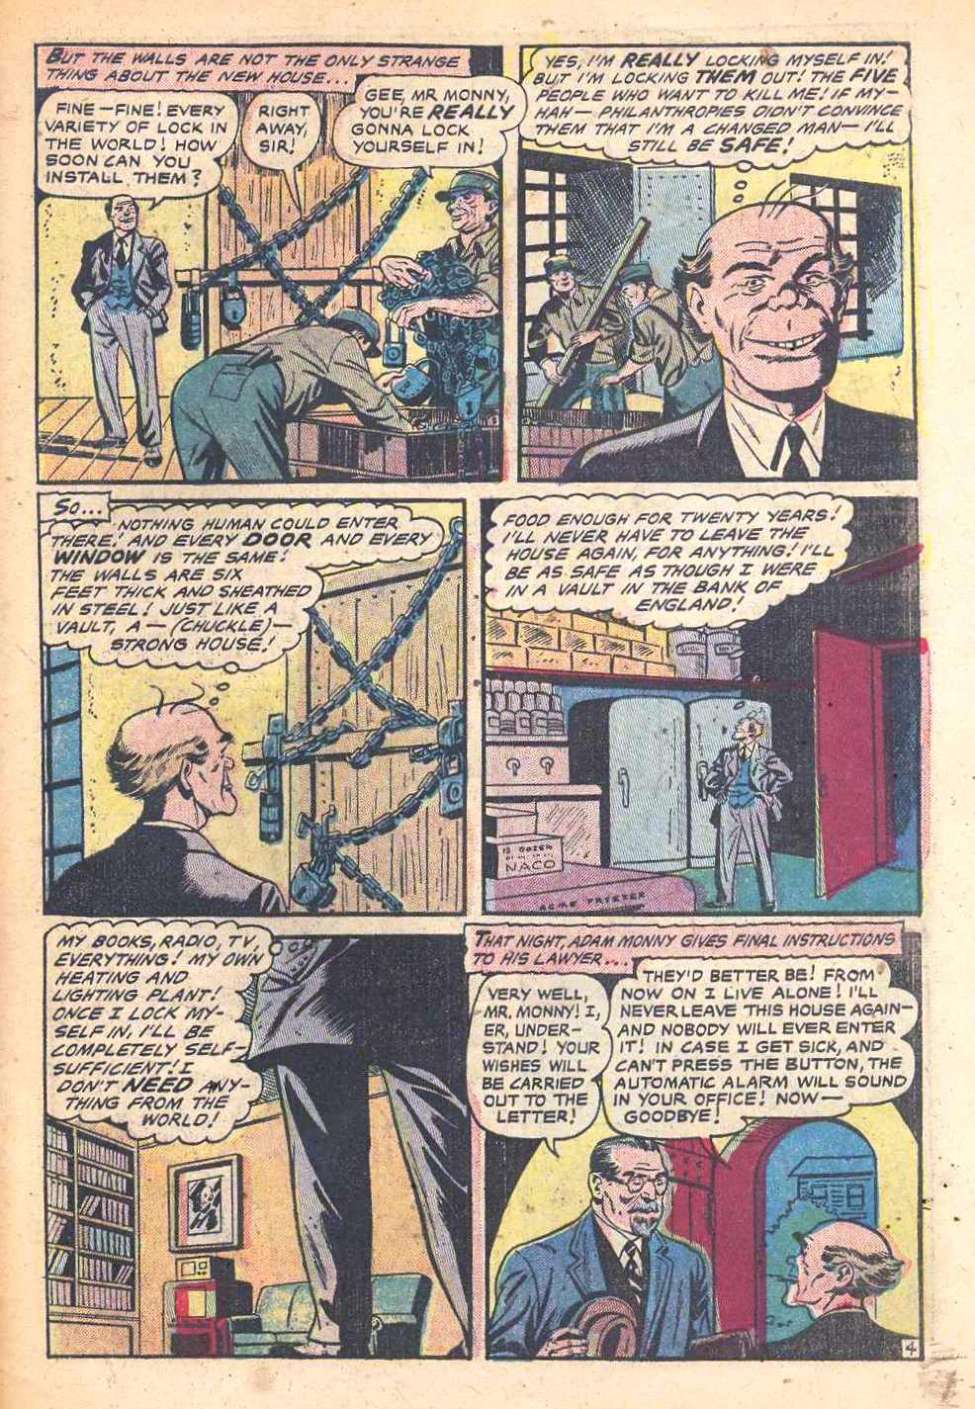 BUT THE WALLS ARE NOT THE ONLY STRANGE
THING ABOUT THE NEW HOUSE...
FINE—FINE! EVERY
VARIETY OF LOCK IN
THE WORLD! HOW
SOON CAN YOU
INSTALL THEM?
RIGHT
AWAY,
SIR!
GEE, MR MONNY,
YOU'RE REALLY
GONNA LOCK
YOURSELF IN!
YES, I'M REALLY LOCKING MYSELF IN!
BUT I'M LOCKING THEM OUT! THE FIVE
PEOPLE WHO WANT TO KILL ME! IF MY—
HAH— PHILANTHROPIES DIDN'T CONVINCE
THEM THAT I'M A CHANGED MAN— I'LL
STILL BE SAFE!
SO...
NOTHING HUMAN COULD ENTER
THERE! AND EVERY DOOR AND EVERY
WINDOW IS THE SAME!
THE WALLS ARE SIX
FEET THICK AND SHEATHED
IN STEEL! JUST LIKE A
VAULT, A—(CHUCKLE)—
STRONG HOUSE!
FOOD ENOUGH FOR TWENTY YEARS!
I'LL NEVER HAVE TO LEAVE THE
HOUSE AGAIN, FOR ANYTHING! I'LL
BE AS SAFE AS THOUGH I WERE
IN A VAULT IN THE BANK OF
ENGLAND!
12 DOZEN
NACO
ACME FREEZER
MY BOOKS, RADIO, TV,
EVERYTHING! MY OWN
HEATING AND
LIGHTING PLANT!
ONCE I LOCK MY-
SELF IN, I'LL BE
COMPLETELY SELF-
SUFFICIENT! I
DON'T NEED ANY-
THING FROM THE
WORLD!
THAT NIGHT, ADAM MONNY GIVES FINAL INSTRUCTIONS
TO HIS LAWYER....
VERY WELL,
MR. MONNY! I,
ER, UNDER-
STAND! YOUR
WISHES WILL
BE CARRIED
OUT TO THE
LETTER!
THEY'D BETTER BE! FROM
NOW ON I LIVE ALONE! I'LL
NEVER LEAVE THIS HOUSE AGAIN—
AND NOBODY WILL EVER ENTER
IT! IN CASE I GET SICK, AND
CAN'T PRESS THE BUTTON, THE
AUTOMATIC ALARM WILL SOUND
IN YOUR OFFICE! NOW—
GOODBYE!
4